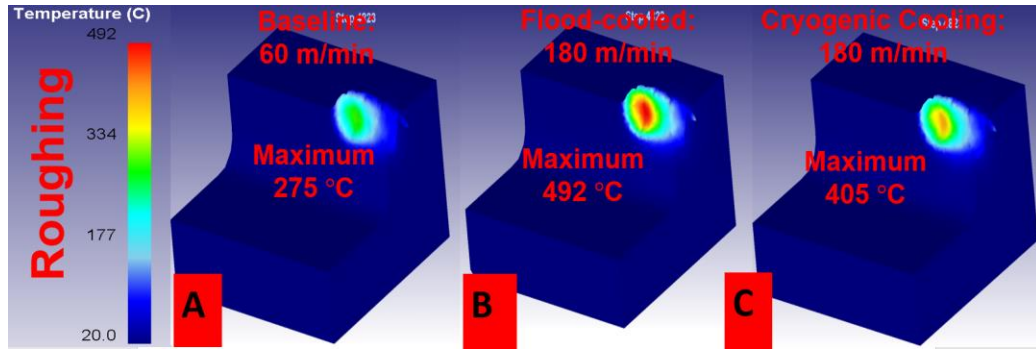 Temperature (C)
492
334
177
20.0
Roughing
Baseline:
60 m/min
Maximum
275 °C
A
Flood-cooled:
180 m/min
Maximum
492 °C
B
Cryogenic Cooling:
180 m/min
Maximum
405 °C
C